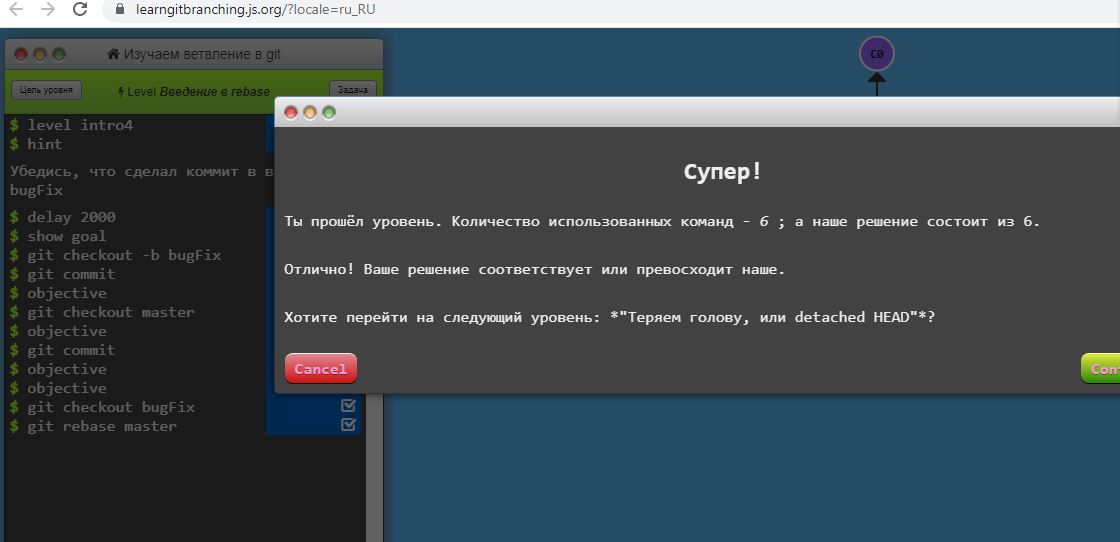 learngitbranching.js.org/?locale=ru_RU
C0
Изучаем ветвление в git
Цель уровня
Level Введение в rebase
Задача
$ level intro4
$ hint
Убедись, что сделал коммит в в
bugFix
$ delay 2000
$ show goal
$ git checkout -b bugFix
$ git commit
$ objective
$ git checkout master
$ objective
$ git commit
$ objective
$ objective
$ git checkout bugFix
$ git rebase master
Супер!
Ты прошёл уровень. Количество использованных команд - 6 ; а наше решение состоит из 6.
Отлично! Ваше решение соответствует или превосходит наше.
Хотите перейти на следующий уровень: *"Теряем голову, или detached HEAD"*?
Cancel